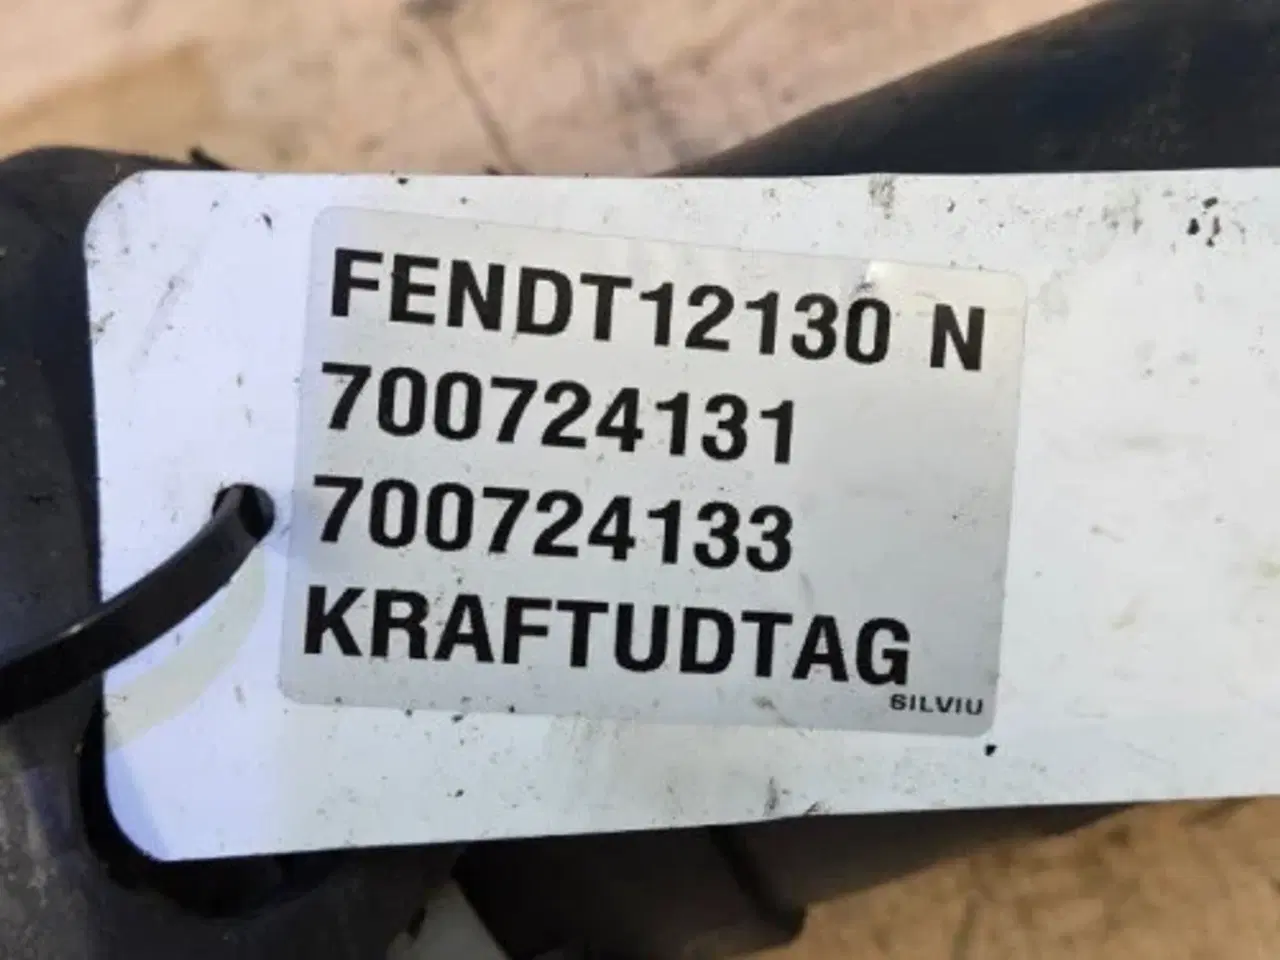 FENDT12130 N
700724131
700724133
KRAFTUDTAG
SILVIU